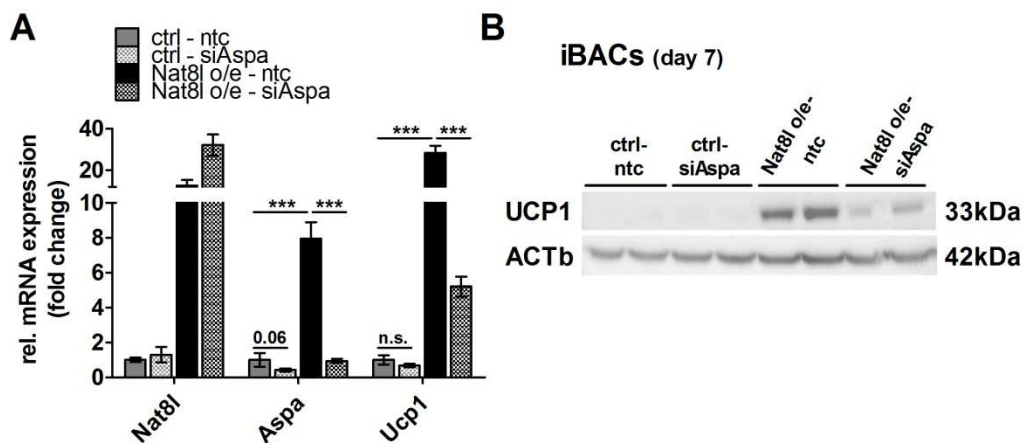 A
ctrl - ntc
ctrl - siAspa
Nat8l o/e - ntc
Nat8l o/e - siAspa
rel. mRNA expression
(fold change)
40
30
20
10
8
6
4
2
0
***
***
***
***
0.06
n.s.
Nat8l
Aspa
Ucp1
B
iBACs (day 7)
ctrl-
ntc
ctrl-
siAspa
Nat8l o/e-
ntc
Nat8l o/e-
siAspa
UCP1
33kDa
ACTb
42kDa